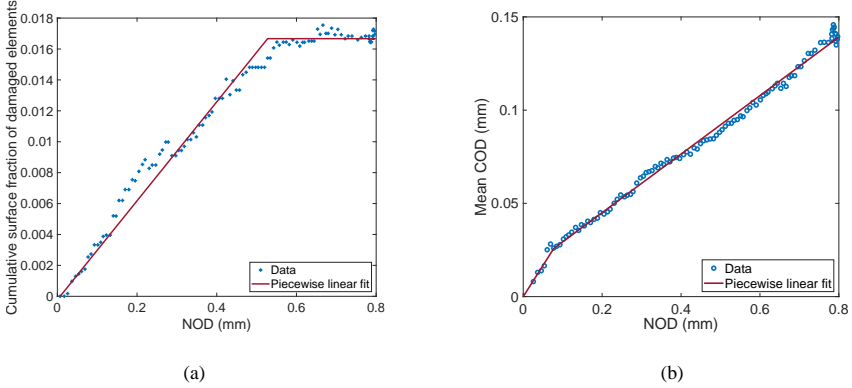 Cumulative surface fraction of damaged elements
0.018
0.016
0.014
0.012
0.01
0.008
0.006
0.004
0.002
0
0
0.2
0.4
0.6
0.8
NOD (mm)
Data
Piecewise linear fit
(a)
Mean COD (mm)
0.15
0.1
0.05
0
0
0.2
0.4
0.6
0.8
NOD (mm)
Data
Piecewise linear fit
(b)